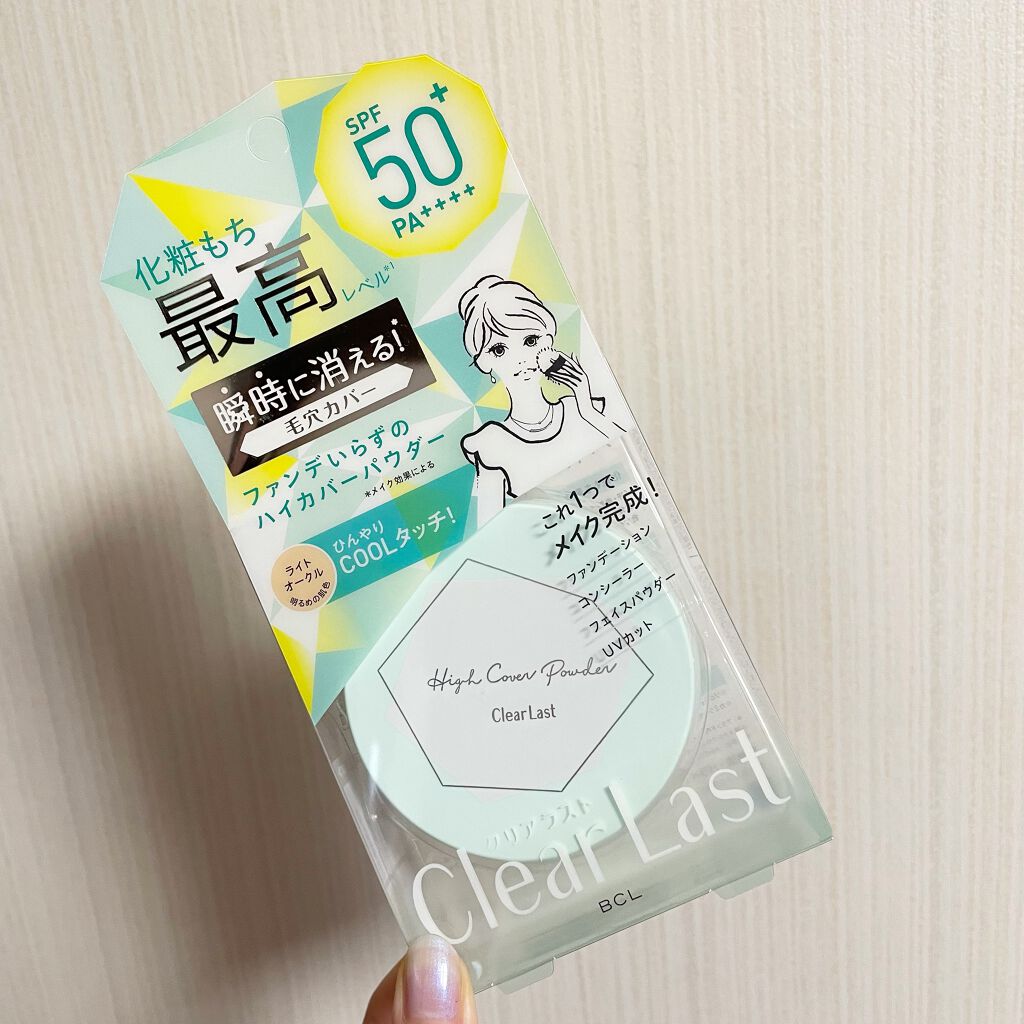 SPF
50+
PA++++
化粧もち
最高
レベル*1
瞬時に消える!*
毛穴カバー
ファンデいらずの
ハイカバーパウダー
*メイク効果による
ひんやり
COOLタッチ!
ライト
オークル
明るめの肌色
これ1つで
メイク完成!
ファンデーション
コンシーラー
フェイスパウダー
UVカット
High Cover Powder
Clear Last
クリアラスト
Clear Last
BCL